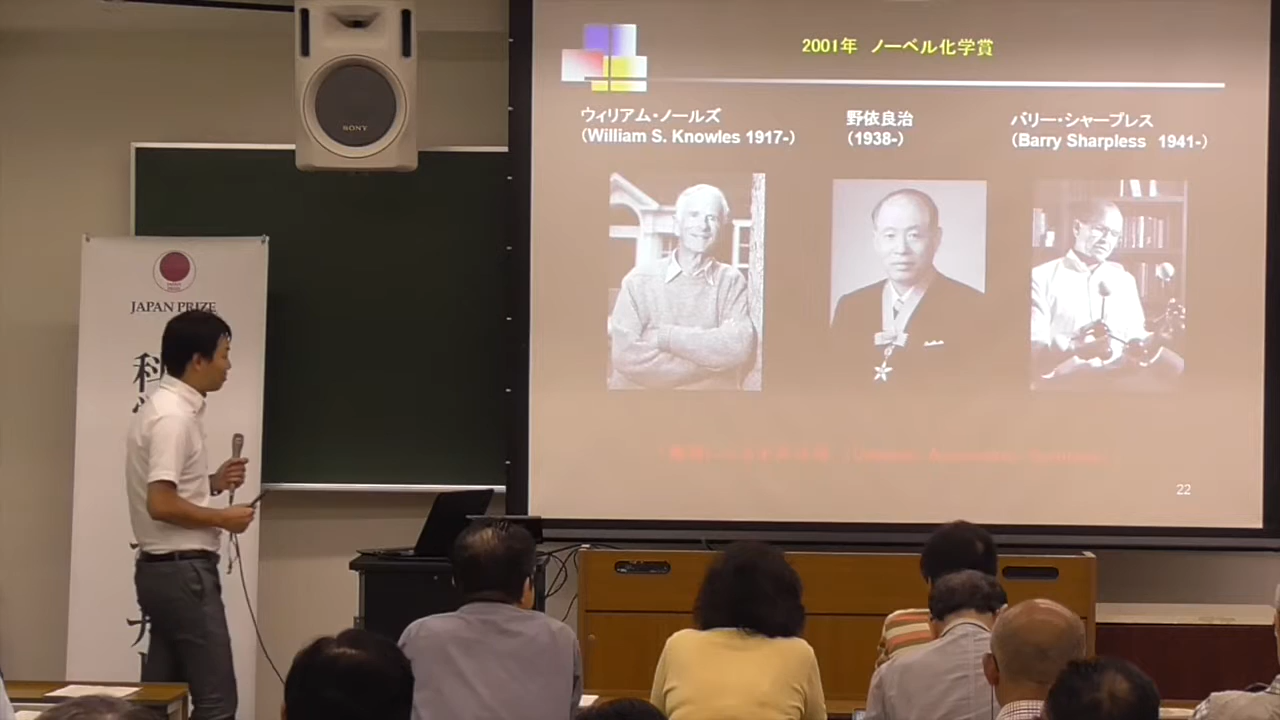 SONY
2001年 ノーベル化学賞
ウィリアム・ノールズ
(William S. Knowles 1917-)
野依良治
(1938-)
バリー・シャープレス
(Barry Sharpless 1941-)
22
JAPAN PRIZE
科